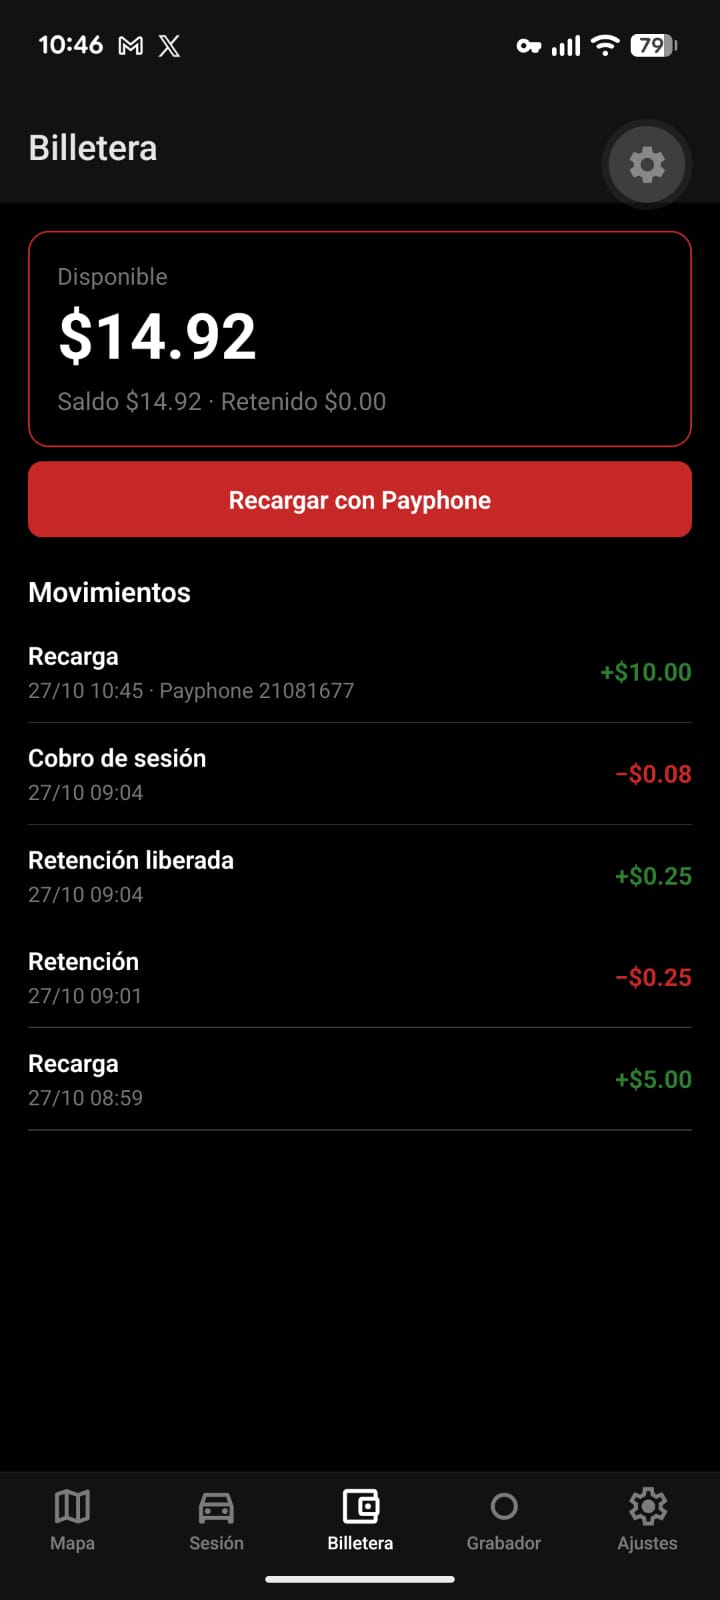 10:46
79
Billetera
Disponible
$14.92
Saldo $14.92 · Retenido $0.00
Recargar con Payphone
Movimientos
Recarga
27/10 10:45 · Payphone 21081677
+$10.00
Cobro de sesión
27/10 09:04
−$0.08
Retención liberada
27/10 09:04
+$0.25
Retención
27/10 09:01
−$0.25
Recarga
27/10 08:59
+$5.00
Mapa
Sesión
Billetera
Grabador
Ajustes